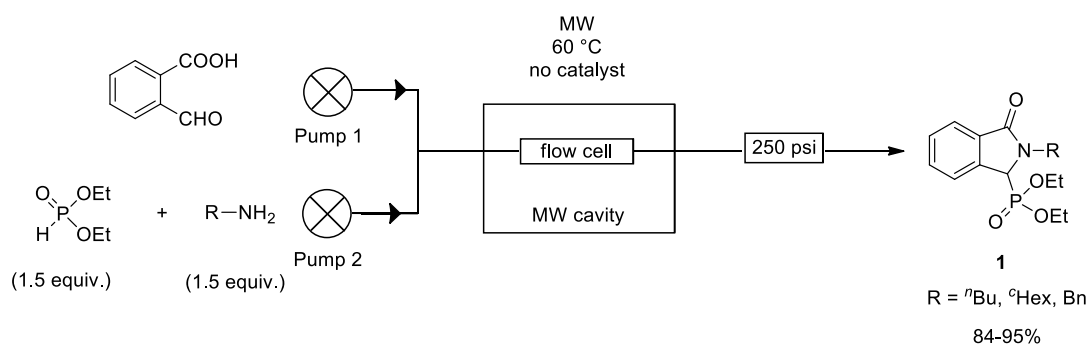 MW
60 °C
no catalyst
COOH
CHO
Pump 1
flow cell
250 psi
MW cavity
O
N
R
P
O
OEt
OEt
1
R = ⁿBu, ᶜHex, Bn
84-95%
O
OEt
P
H
OEt
+
R−NH₂
Pump 2
(1.5 equiv.)
(1.5 equiv.)